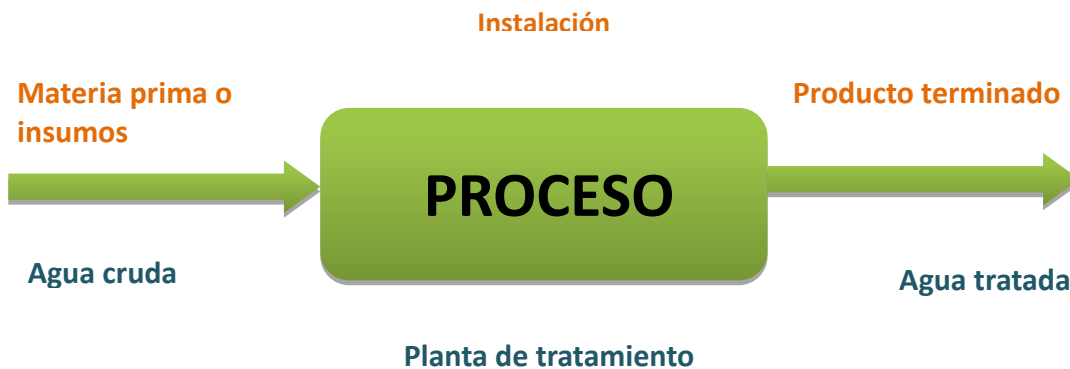 Instalación
Materia prima o
insumos
Producto terminado
PROCESO
Agua cruda
Agua tratada
Planta de tratamiento